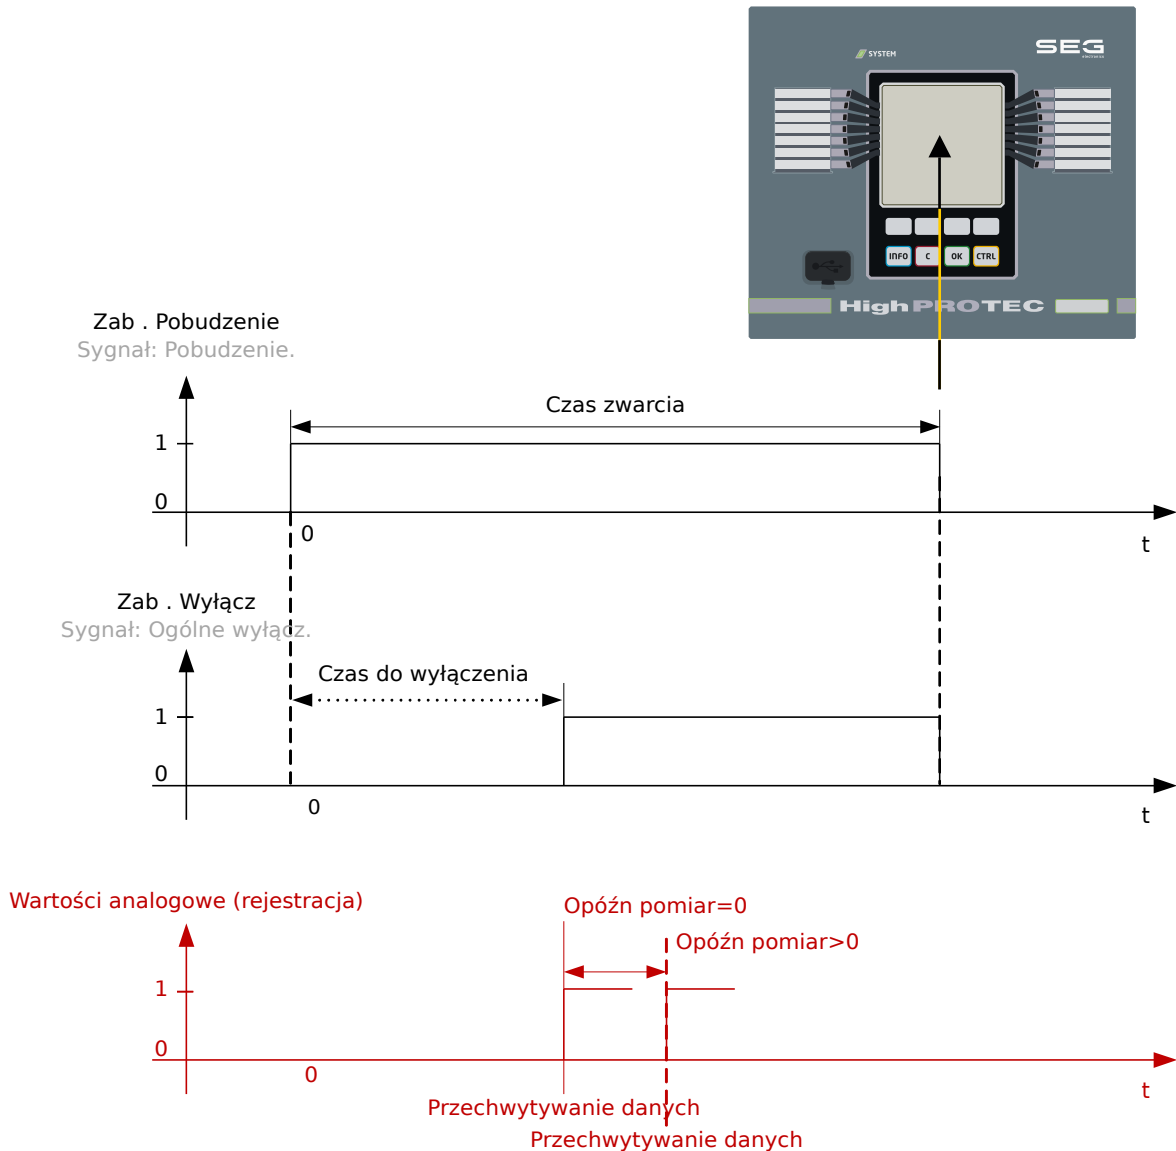 SYSTEM
SEG
electronics
INFO
C
OK
CTRL
HighPROTEC
Zab . Pobudzenie
Sygnał: Pobudzenie.
Czas zwarcia
1
0
0
t
Zab . Wyłącz
Sygnał: Ogólne wyłącz.
Czas do wyłączenia
1
0
0
t
Wartości analogowe (rejestracja)
Opóźn pomiar=0
Opóźn pomiar>0
1
0
0
t
Przechwytywanie danych
Przechwytywanie danych